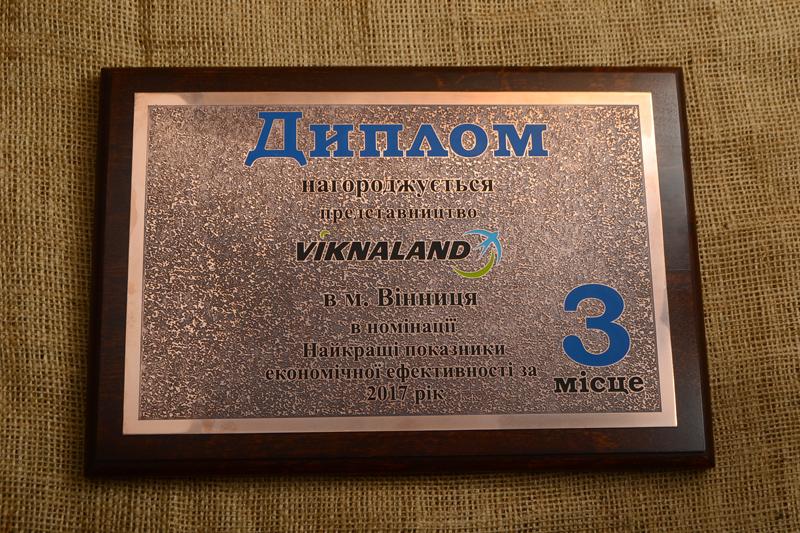 Диплом
нагороджується
представництво
VIKNALAND
в м. Вінниця
в номінації
Найкращі показники
економічної ефективності за
2017 рік
3
місце